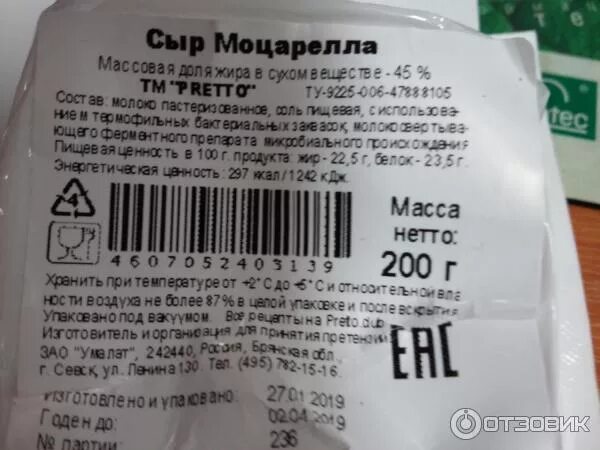 Сыр Моцарелла
Массовая доля жира в сухом веществе - 45 %
ТМ "PRETTO" ТУ-9225-006-47888105
Состав: молоко пастеризованное, соль пищевая, с использова-
нием термофильных бактериальных заквасок, молокосвертыва-
ющего ферментного препарата микробиального происхождения
Пищевая ценность в 100 г. продукта: жир - 22,5 г, белок - 23,5 г.
Энергетическая ценность: 297 ккал/1242 кДж.
4
4607052403139
Масса
нетто:
200 г
Хранить при температуре от +2°С до +6°С и относительной вла
ности воздуха не более 87% в целой упаковке и после вскрытия
Упаковано под вакуумом. Все рецепты на Preto.club
Изготовитель и организация для принятия претензи
ЗАО "Умалат", 242440, Россия, Брянская обл.,
г. Севск, ул. Ленина 130. Тел. (495) 782-15-16.
EAC
Изготовлено и упаковано: 27.01.2019
Годен до: 02.04.2019
№ партии: 236
tec
ОТЗОВИК